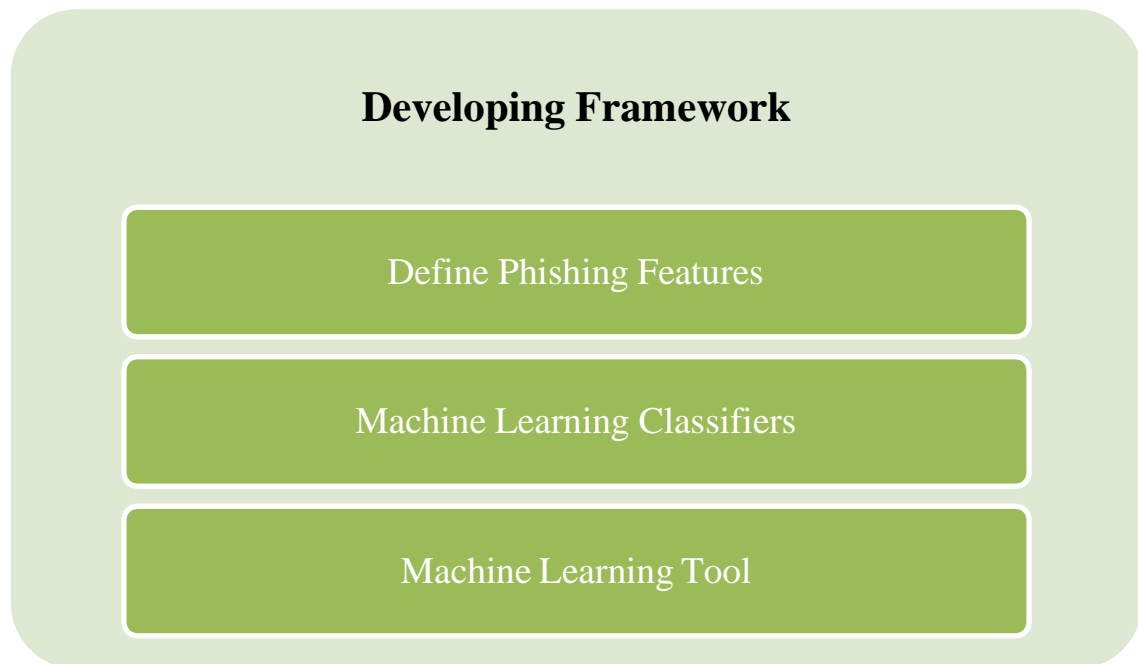 Developing Framework
Define Phishing Features
Machine Learning Classifiers
Machine Learning Tool